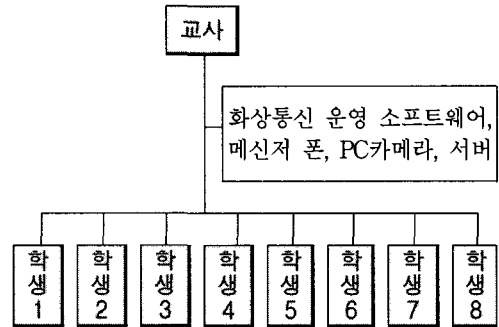 교사
화상통신 운영 소프트웨어,
메신저 폰, PC카메라, 서버
학생 1
학생 2
학생 3
학생 4
학생 5
학생 6
학생 7
학생 8